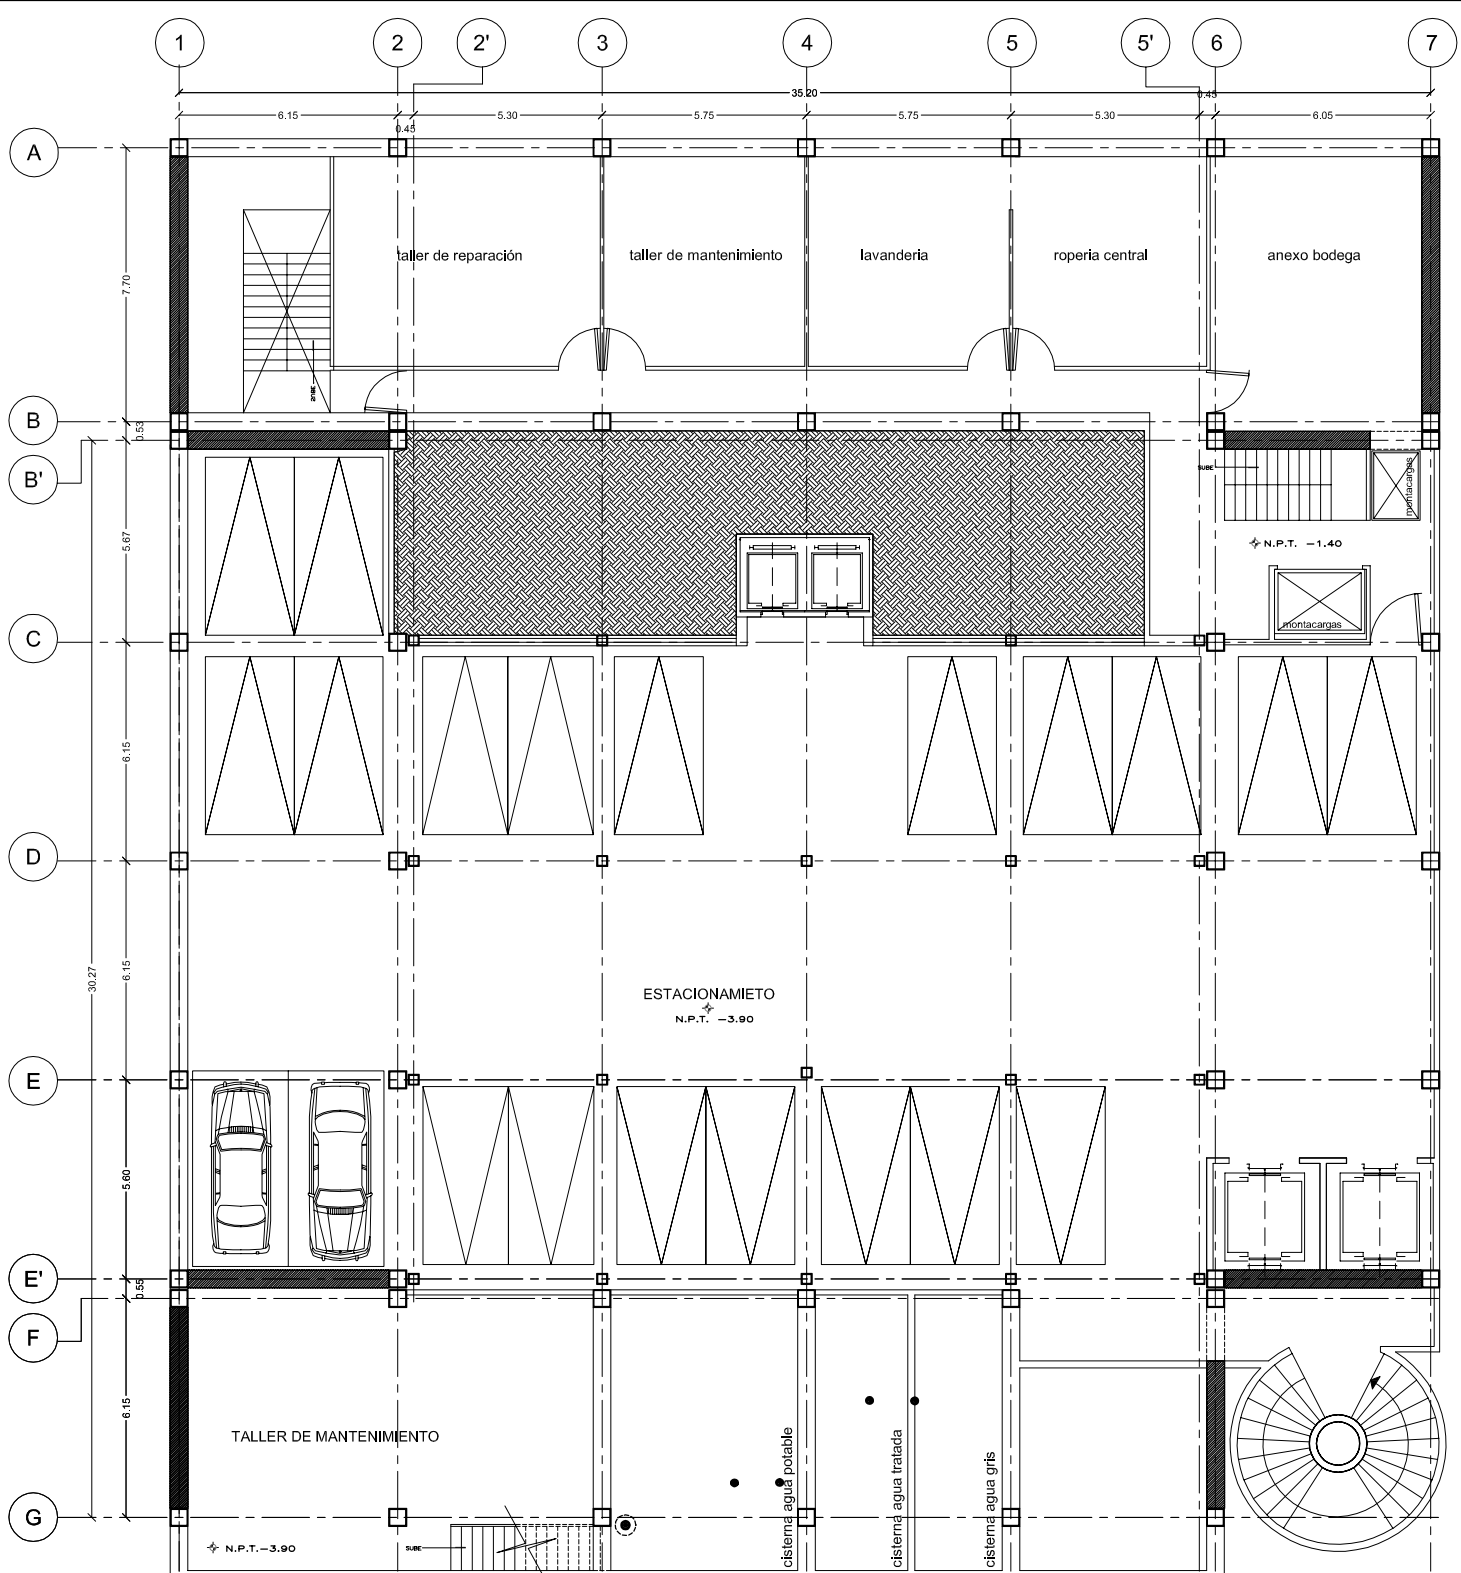 1 2 2' 3 4 5 5' 6 7
35.20
0.45
6.15 5.30 5.75 5.75 5.30 6.05
0.45
A
taller de reparación taller de mantenimiento lavanderia roperia central anexo bodega
7.70
SUBE
B
0.53
B'
SUBE
montacargas
N.P.T. -1.40
5.67
C
montacargas
6.15
D
30.27
6.15
ESTACIONAMIETO
N.P.T. -3.90
E
5.60
E'
0.55
F
6.15
TALLER DE MANTENIMIENTO
cisterna agua potable
cisterna agua tratada
cisterna agua gris
G
N.P.T.-3.90
SUBE